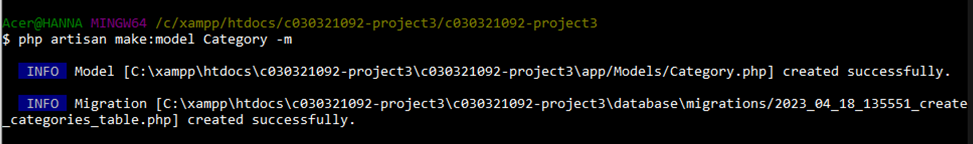 Acer@HANNA MINGW64 /c/xampp/htdocs/c030321092-project3/c030321092-project3
$ php artisan make:model Category -m
INFO Model [C:\xampp\htdocs\c030321092-project3\c030321092-project3\app/Models/Category.php] created successfully.
INFO Migration [C:\xampp\htdocs\c030321092-project3\c030321092-project3\database\migrations/2023_04_18_135551_create
_categories_table.php] created successfully.